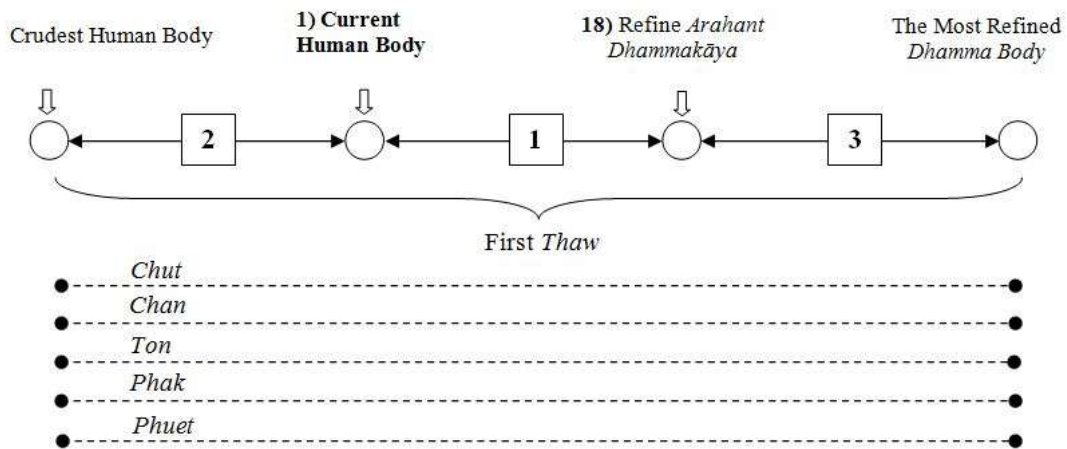 Crudest Human Body
1) Current
Human Body
18) Refine Arahant
Dhammakāya
The Most Refined
Dhamma Body
2
1
3
First Thaw
Chut
Chan
Ton
Phak
Phuet